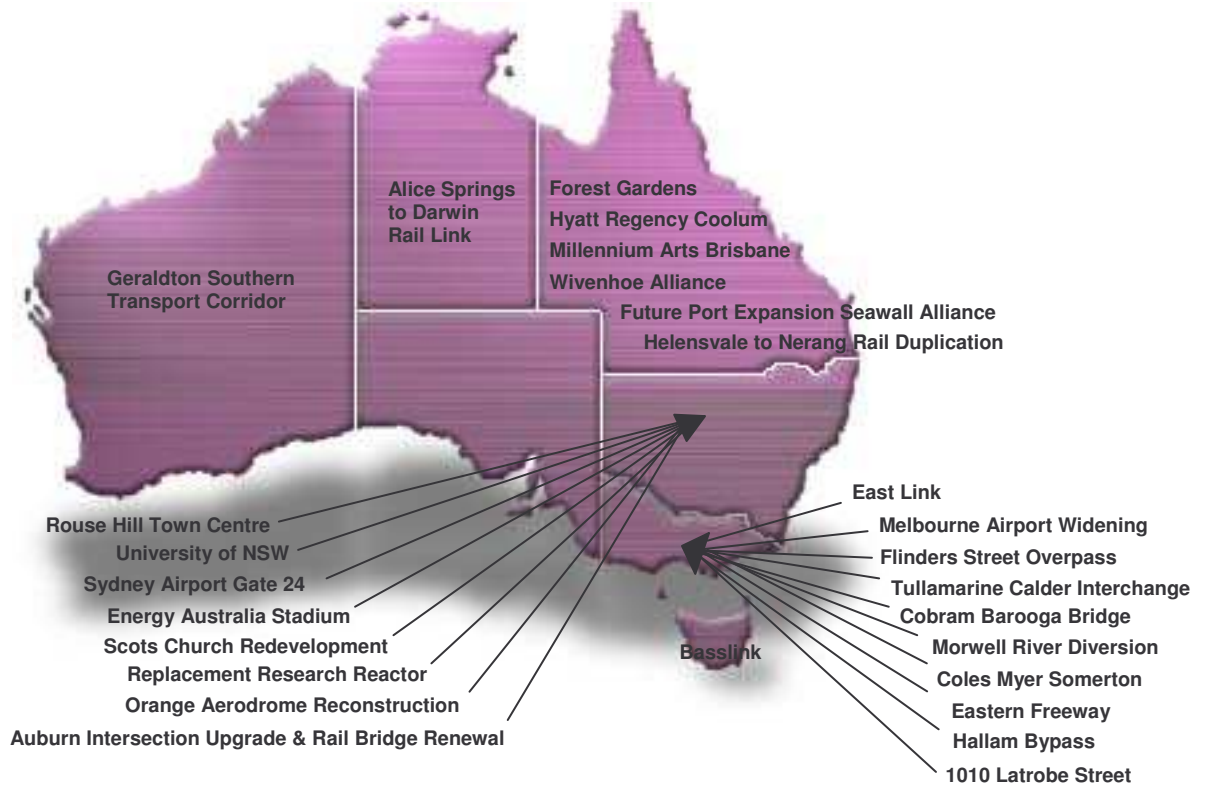 Alice Springs
to Darwin
Rail Link
Forest Gardens
Hyatt Regency Coolum
Millennium Arts Brisbane
Wivenhoe Alliance
Future Port Expansion Seawall Alliance
Helensvale to Nerang Rail Duplication
Geraldton Southern
Transport Corridor
Rouse Hill Town Centre
University of NSW
Sydney Airport Gate 24
Energy Australia Stadium
Scots Church Redevelopment
Replacement Research Reactor
Orange Aerodrome Reconstruction
Auburn Intersection Upgrade & Rail Bridge Renewal
East Link
Melbourne Airport Widening
Flinders Street Overpass
Tullamarine Calder Interchange
Cobram Barooga Bridge
Morwell River Diversion
Coles Myer Somerton
Eastern Freeway
Hallam Bypass
1010 Latrobe Street
Basslink